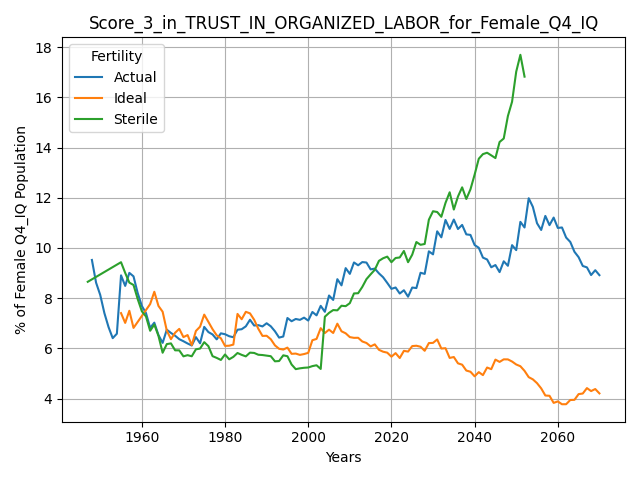 Score_3_in_TRUST_IN_ORGANIZED_LABOR_for_Female_Q4_IQ
Fertility
Actual
Ideal
Sterile
% of Female Q4_IQ Population
18
16
14
12
10
8
6
4
1960 1980 2000 2020 2040 2060
Years